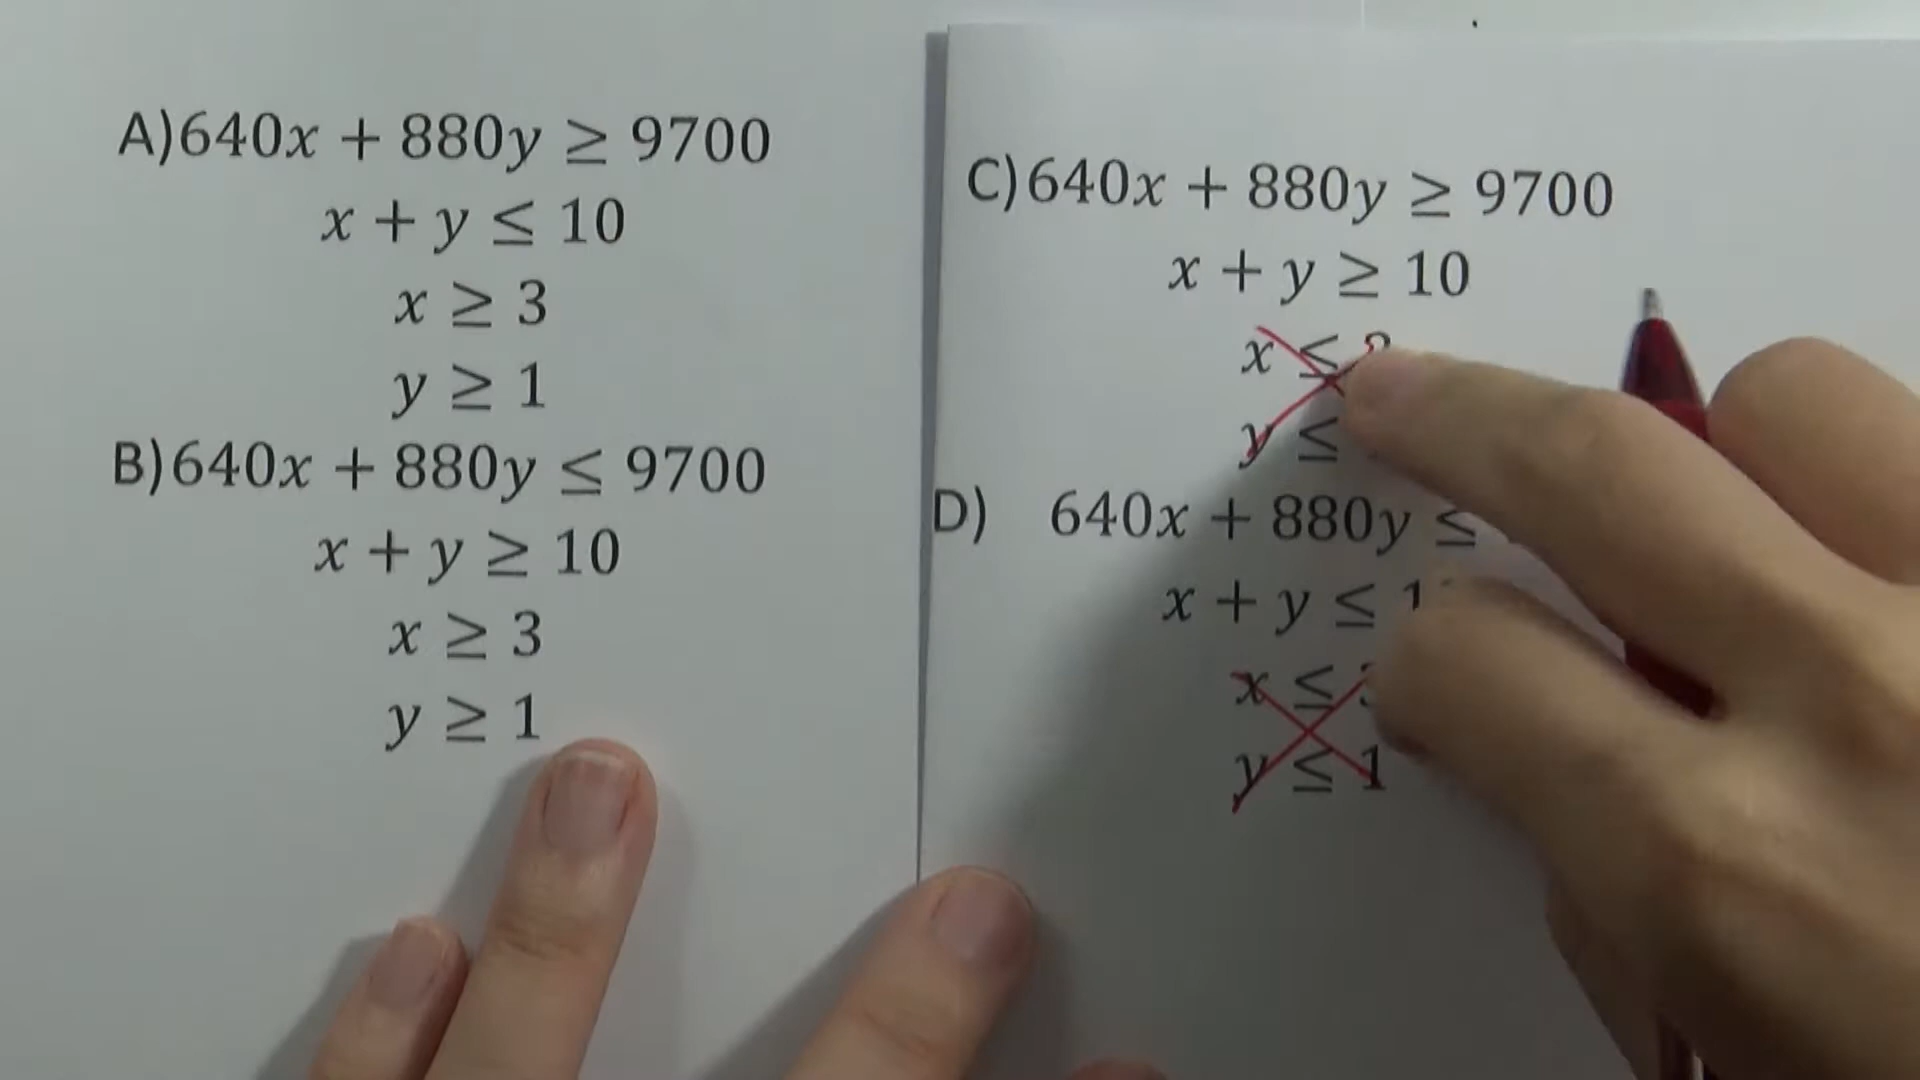 A)640x + 880y ≥ 9700
x + y ≤ 10
x ≥ 3
y ≥ 1
B)640x + 880y ≤ 9700
x + y ≥ 10
x ≥ 3
y ≥ 1
C)640x + 880y ≥ 9700
x + y ≥ 10
x ≤
y ≤
D) 640x + 880y ≤
x + y ≤
x ≤
y ≤ 1